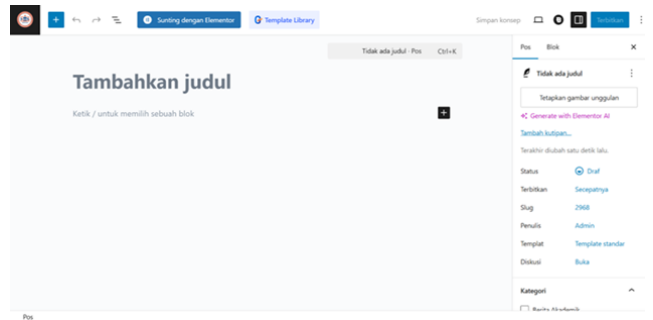 Sunting dengan Elementor
Template Library
Simpan konsep
Terbitkan
Tidak ada judul · Pos Ctrl+K
Tambahkan judul
Ketik / untuk memilih sebuah blok
Pos Blok
Tidak ada judul
Tetapkan gambar unggulan
Generate with Elementor AI
Tambah kutipan...
Terakhir diubah satu detik lalu.
Status Draf
Terbitkan Secepatnya
Slug 2968
Penulis Admin
Templat Template standar
Diskusi Buka
Kategori
Berita Akademik
Pos